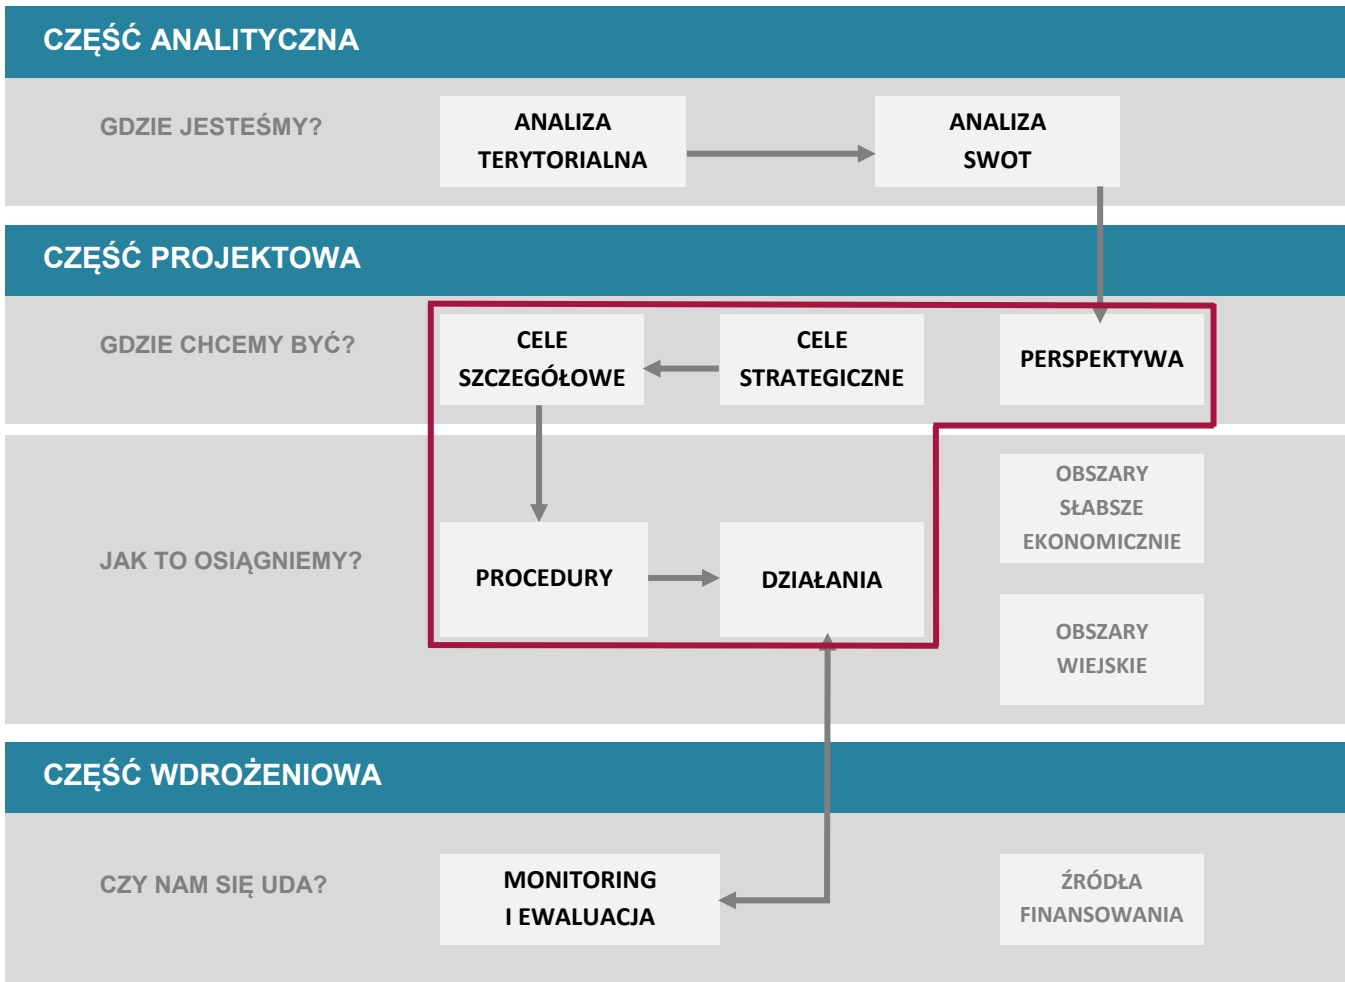 CZĘŚĆ ANALITYCZNA
GDZIE JESTEŚMY?
ANALIZA
TERYTORIALNA
ANALIZA
SWOT
CZĘŚĆ PROJEKTOWA
GDZIE CHCEMY BYĆ?
CELE
SZCZEGÓŁOWE
CELE
STRATEGICZNE
PERSPEKTYWA
JAK TO OSIĄGNIEMY?
PROCEDURY
DZIAŁANIA
OBSZARY
SŁABSZE
EKONOMICZNIE
OBSZARY
WIEJSKIE
CZĘŚĆ WDROŻENIOWA
CZY NAM SIĘ UDA?
MONITORING
I EWALUACJA
ŹRÓDŁA
FINANSOWANIA